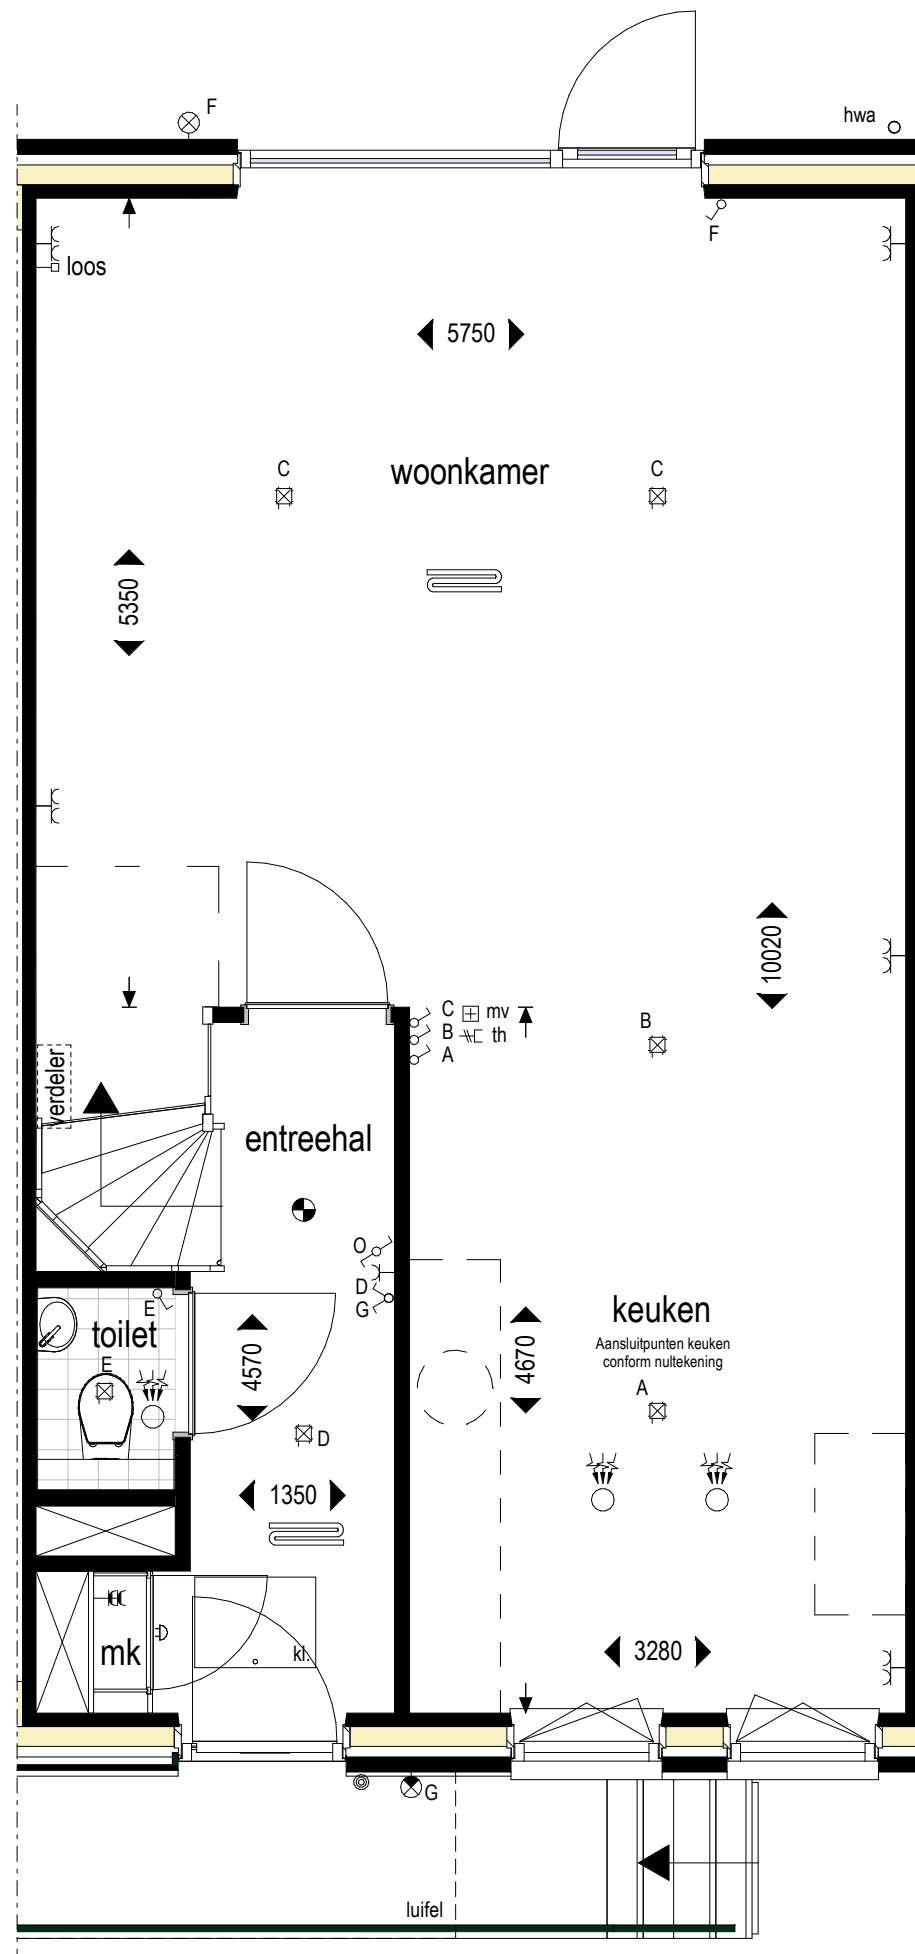 F
hwa
F
loos
5750
woonkamer
C
C
5350
10020
C mv
B th
A
B
verdeler
entreehal
O
D
G
E
toilet
E
4570
keuken
Aansluitpunten keuken
conform nultekening
4670
A
D
1350
mk
kl.
3280
G
luifel